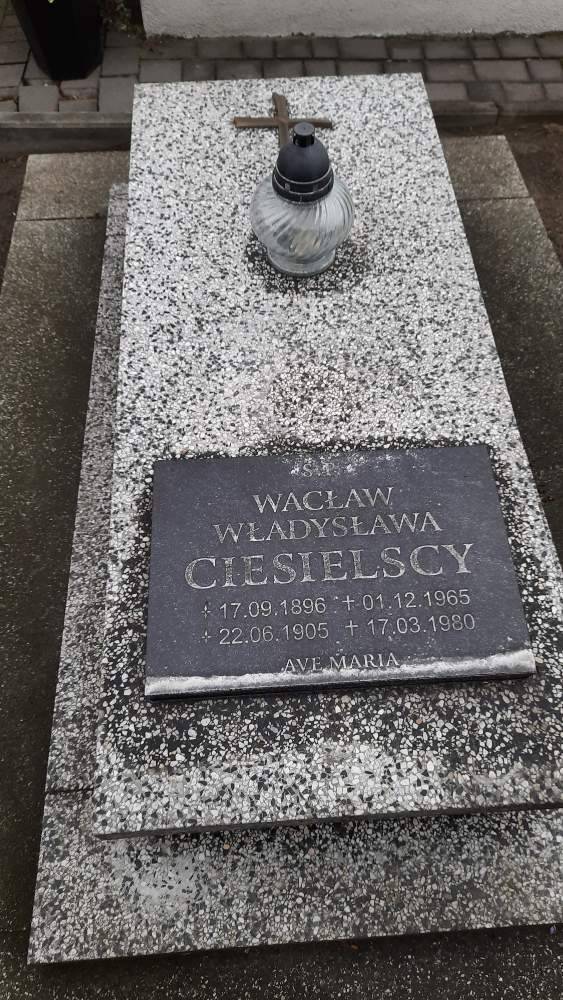 Ś.P.
WACŁAW
WŁADYSŁAWA
CIESIELSCY
* 17.09.1896 ✝ 01.12.1965
* 22.06.1905 ✝ 17.03.1980
AVE MARIA